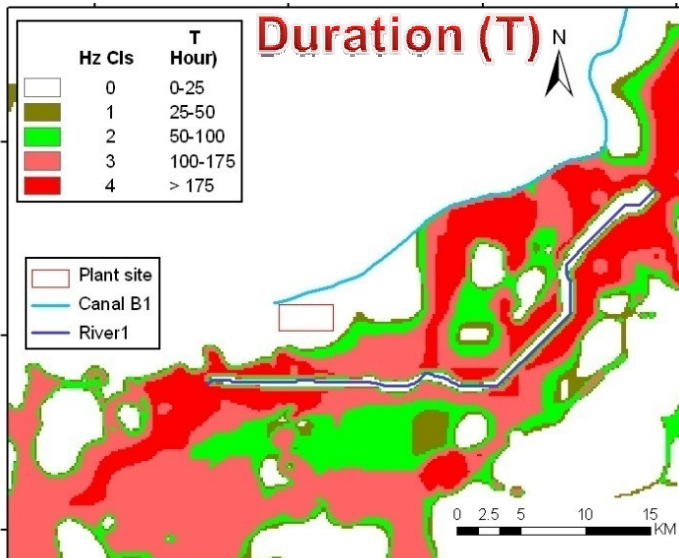 Duration (T)
N
T
Hz Cls Hour)
0 0-25
1 25-50
2 50-100
3 100-175
4 > 175
Plant site
Canal B1
River1
0 2.5 5 10 15
KM